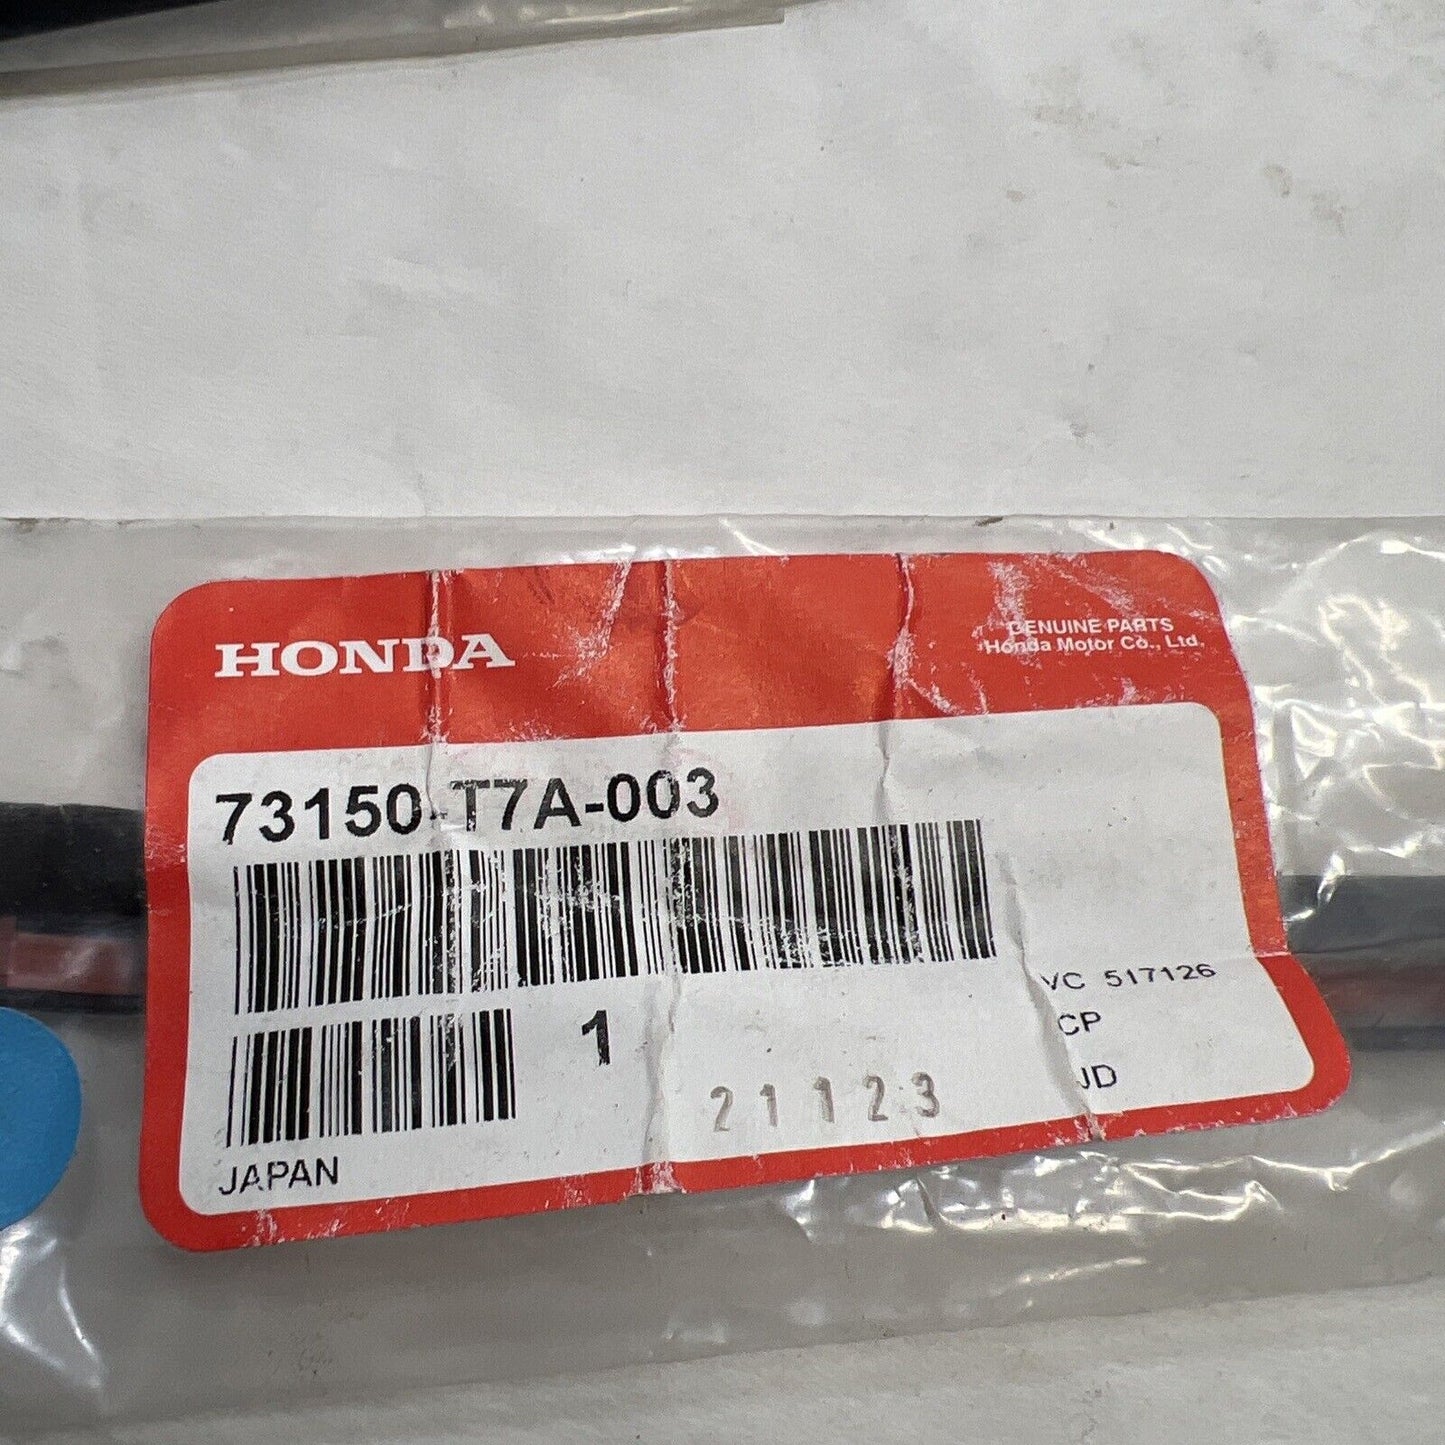 HONDA
GENUINE PARTS
Honda Motor Co., Ltd.
73150-T7A-003
VC 517126
1
CP
21123
JD
JAPAN